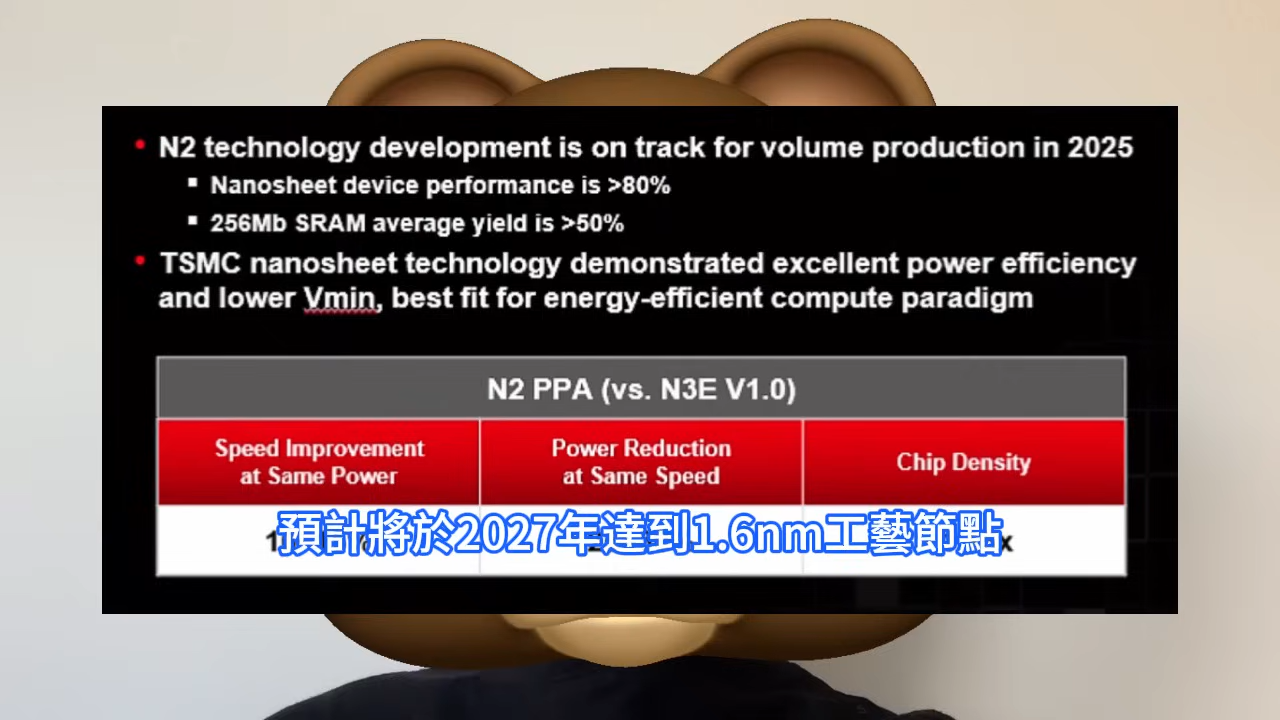 • N2 technology development is on track for volume production in 2025
▪ Nanosheet device performance is >80%
▪ 256Mb SRAM average yield is >50%
• TSMC nanosheet technology demonstrated excellent power efficiency
and lower Vmin, best fit for energy-efficient compute paradigm
N2 PPA (vs. N3E V1.0)
Speed Improvement
at Same Power
Power Reduction
at Same Speed
Chip Density
預計將於2027年達到1.6nm工藝節點